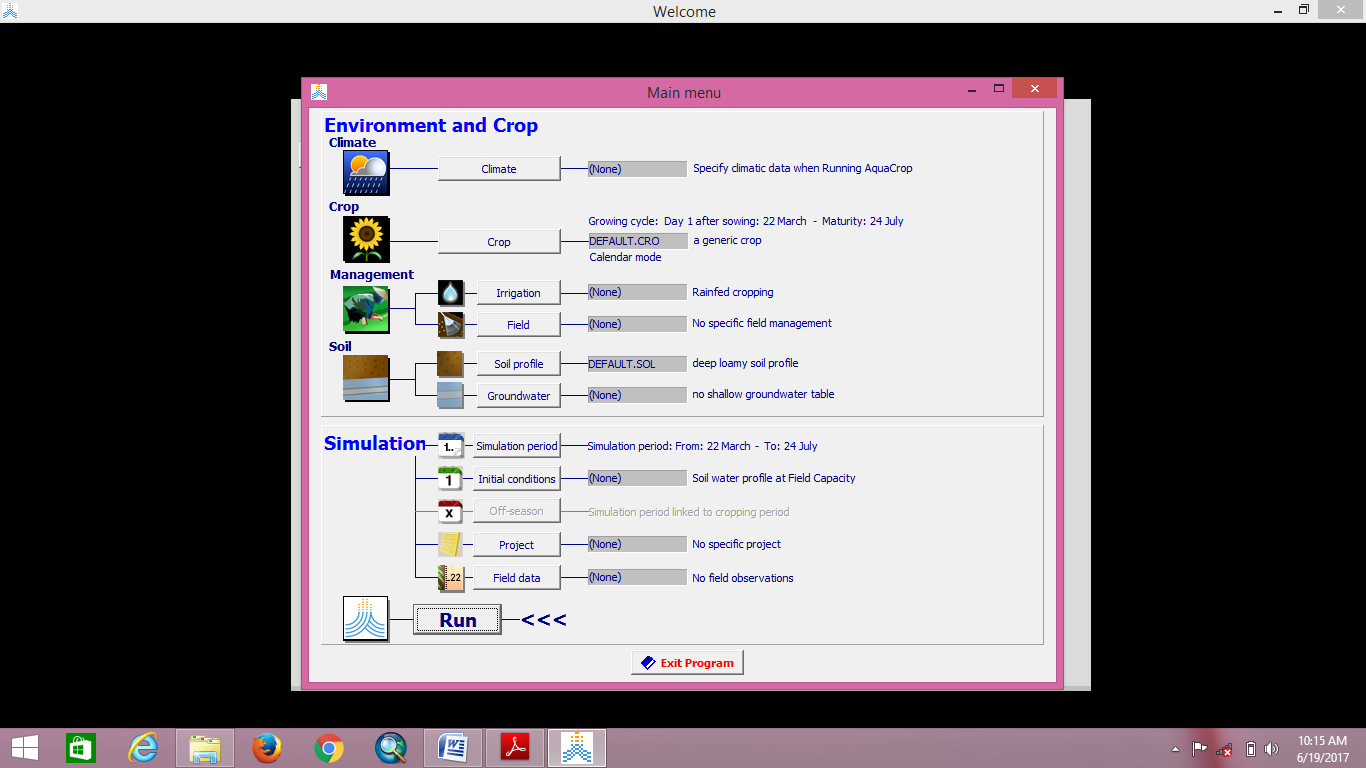 Welcome
Main menu
Environment and Crop
Climate
Climate (None) Specify climatic data when Running AquaCrop
Crop
Growing cycle: Day 1 after sowing: 22 March - Maturity: 24 July
Crop DEFAULT.CRO a generic crop
Calendar mode
Management
Irrigation (None) Rainfed cropping
Field (None) No specific field management
Soil
Soil profile DEFAULT.SOL deep loamy soil profile
Groundwater (None) no shallow groundwater table
Simulation 1.. Simulation period Simulation period: From: 22 March - To: 24 July
1 Initial conditions (None) Soil water profile at Field Capacity
x Off-season Simulation period linked to cropping period
Project (None) No specific project
22 Field data (None) No field observations
Run <<<
Exit Program
10:15 AM
6/19/2017